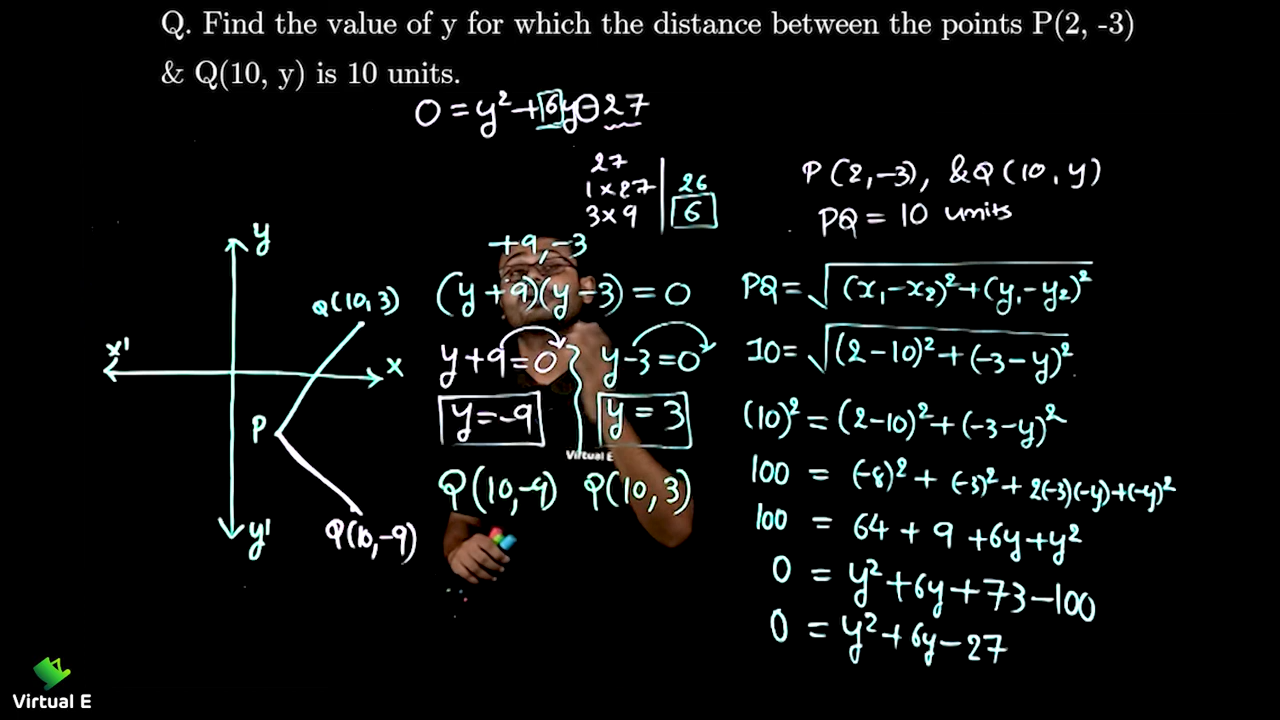 Q. Find the value of y for which the distance between the points P(2, -3)
& Q(10, y) is 10 units.
0 = y² + 6y - 27
27
1 × 27 26
3 × 9 6
+9, -3
(y + 9)(y - 3) = 0
y + 9 = 0 y - 3 = 0
y = -9 y = 3
Virtual E
Q(10, -9) Q(10, 3)
P(2, -3), & Q(10, y)
PQ = 10 units
PQ = √(x₁ - x₂)² + (y₁ - y₂)²
10 = √(2 - 10)² + (-3 - y)²
(10)² = (2 - 10)² + (-3 - y)²
100 = (-8)² + (-3)² + 2(-3)(-y) + (-y)²
100 = 64 + 9 + 6y + y²
0 = y² + 6y + 73 - 100
0 = y² + 6y - 27
y
Q(10, 3)
x' x
P
y' Q(10, -9)
Virtual E